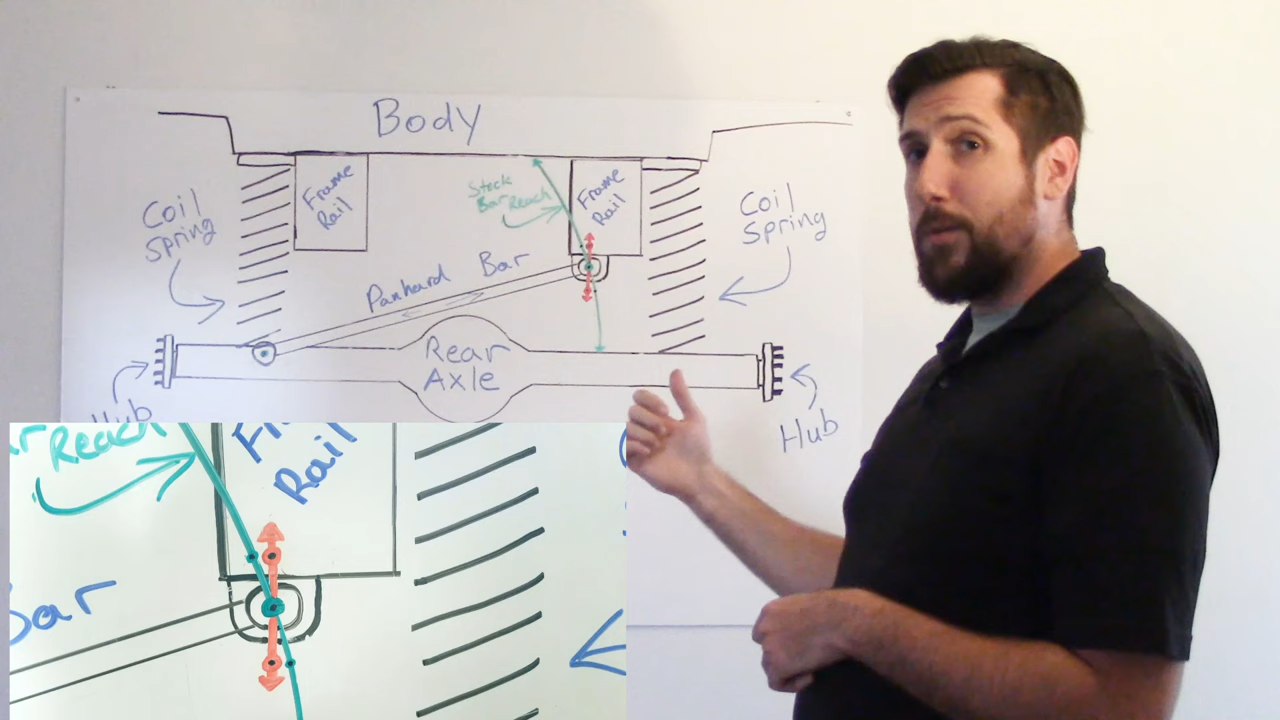 Body
Frame
Rail
Frame
Rail
Stock
Bar Reach
Coil
Spring
Coil
Spring
Panhard Bar
Rear
Axle
Hub
Hub
Reach
Rail
Bar